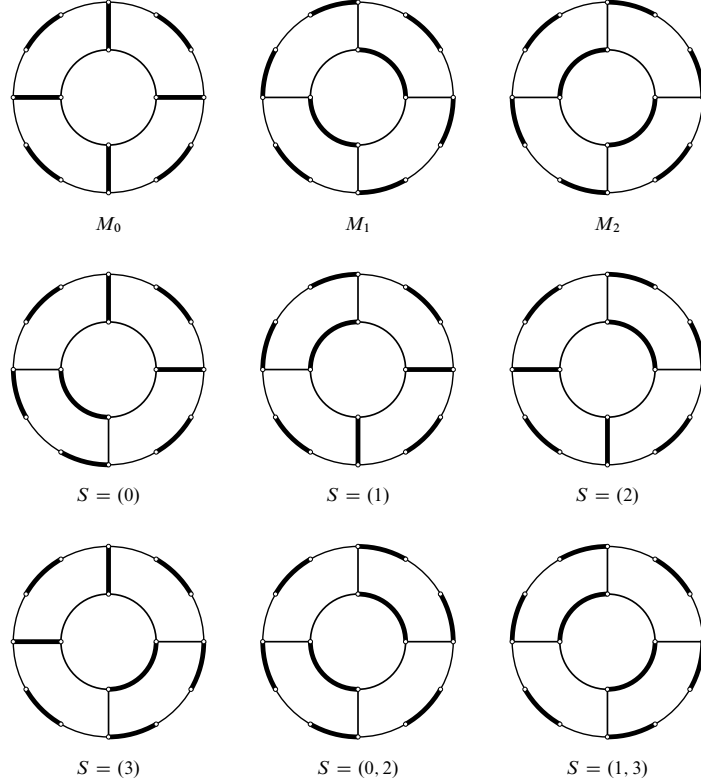 M₀ M₁ M₂
S = (0) S = (1) S = (2)
S = (3) S = (0, 2) S = (1, 3)